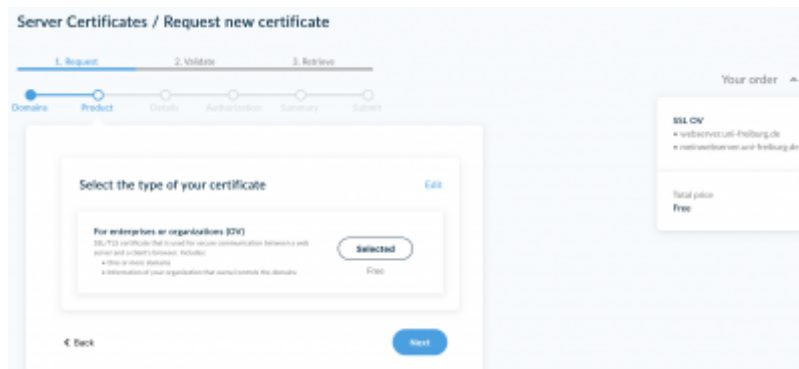 Server Certificates / Request new certificate
1. Request 2. Validate 3. Retrieve
Domains Product Details Authorization Summary Submit
Your order
SSL OV
• webserver.uni-freiburg.de
• meinwebserver.uni-freiburg.de
Total price
Free
Select the type of your certificate Edit
For enterprises or organizations (OV)
SSL/TLS certificate that is used for secure communication between a web
server and a client's browser. Includes:
• One or more domains
• Information of your organization that owns/controls the domains
Selected
Free
Back
Next